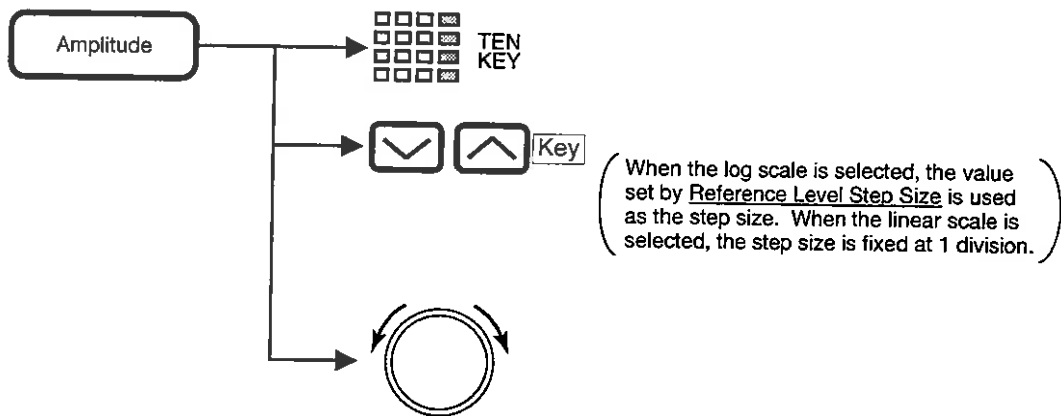 Amplitude
TEN
KEY
Key
When the log scale is selected, the value
set by Reference Level Step Size is used
as the step size. When the linear scale is
selected, the step size is fixed at 1 division.